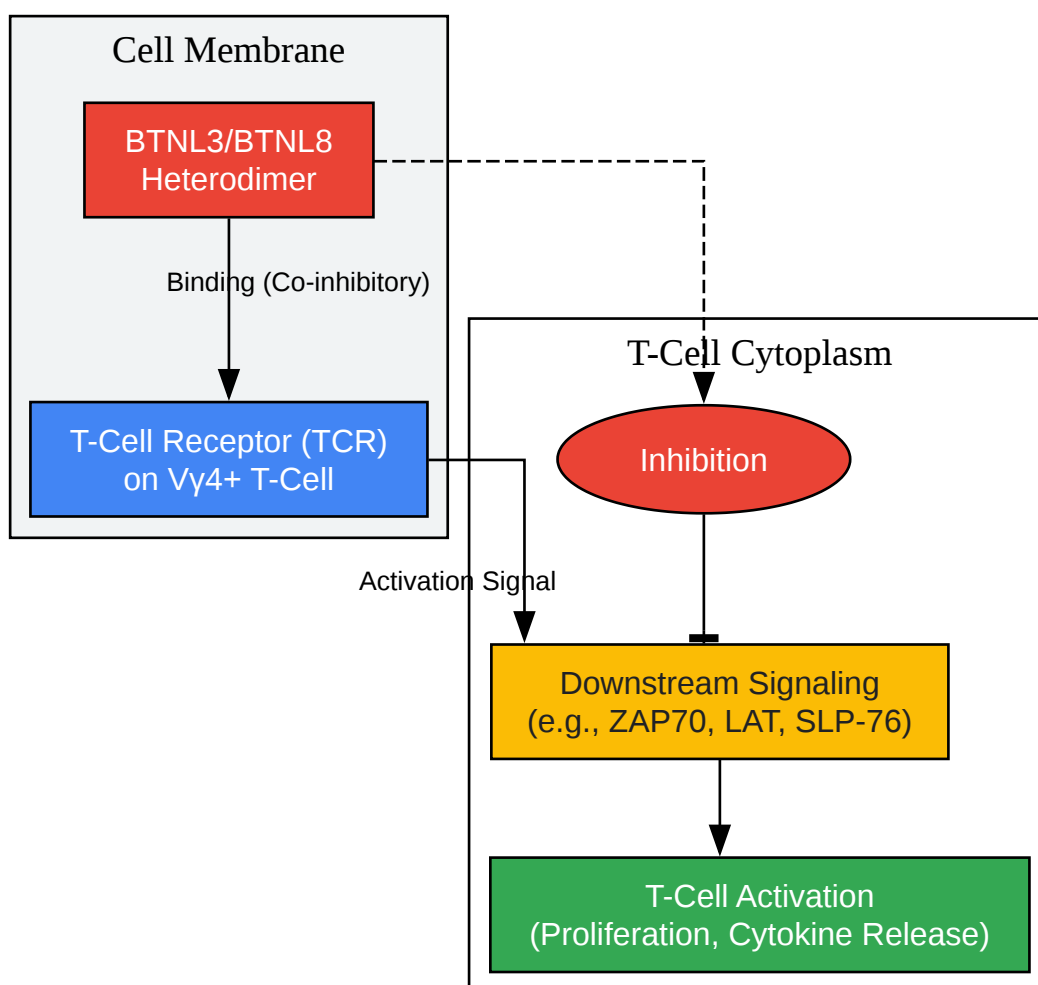 Cell Membrane
BTNL3/BTNL8
Heterodimer
Binding (Co-inhibitory)
T-Cell Cytoplasm
T-Cell Receptor (TCR)
on Vγ4+ T-Cell
Inhibition
Activation Signal
Downstream Signaling
(e.g., ZAP70, LAT, SLP-76)
T-Cell Activation
(Proliferation, Cytokine Release)